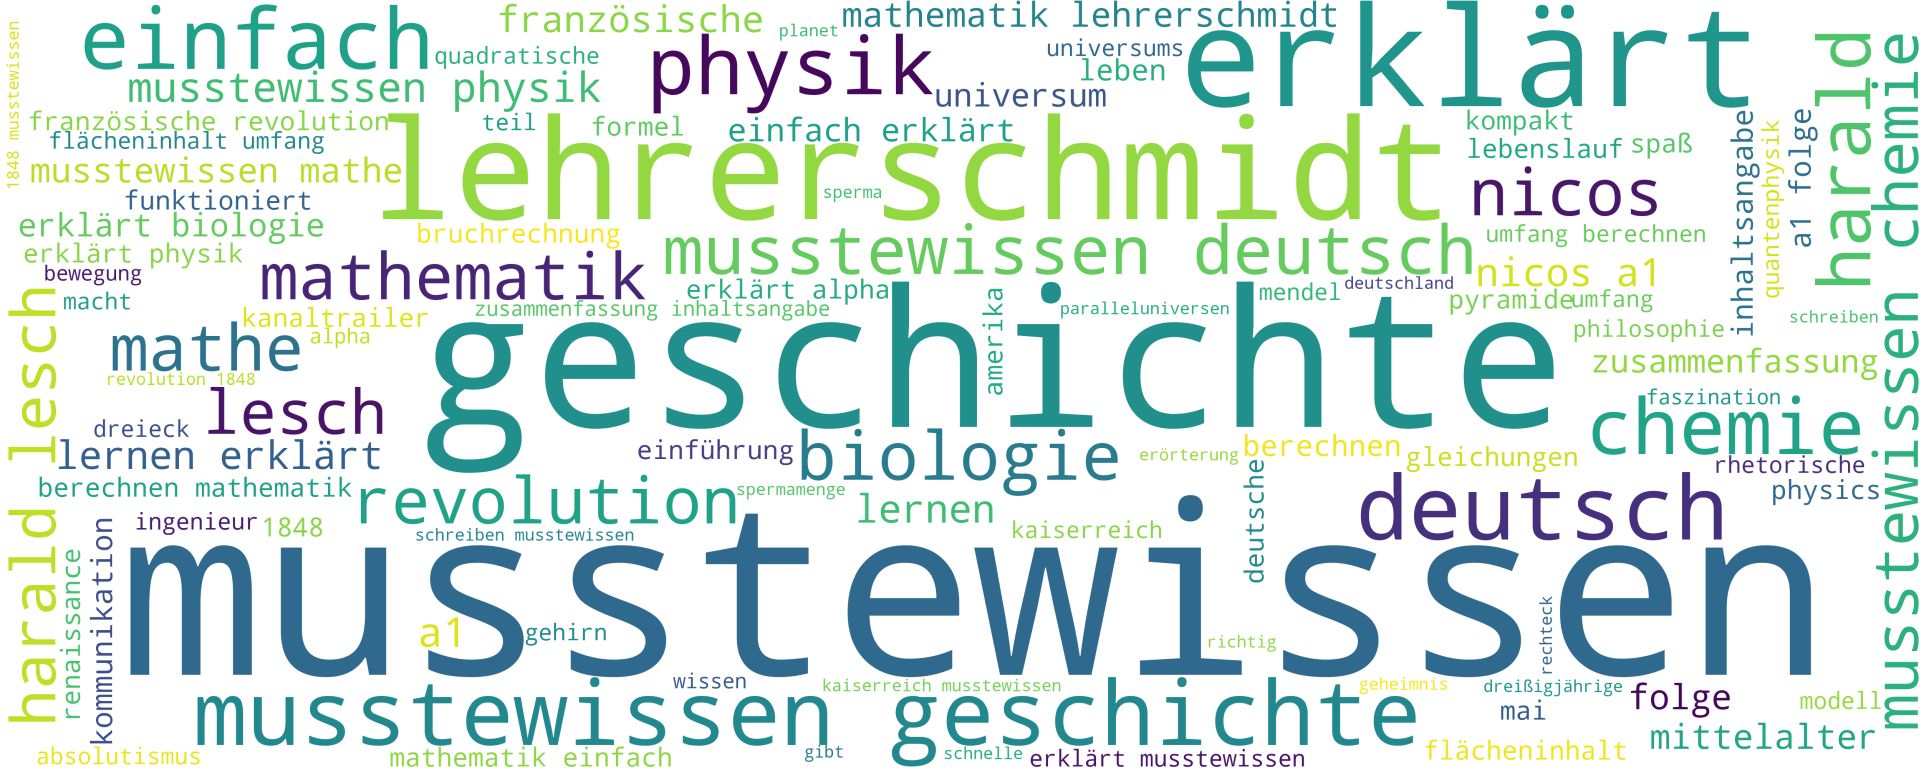 einfach
französische
planet
mathematik lehrerschmidt
erklärt
harald
musstewissen chemie
1848 musstewissen
quadratische
physik
universums
leben
musstewissen physik
universum
französische revolution
teil
formel
einfach erklärt
kompakt
flächeninhalt umfang
lehrerschmidt
lebenslauf
spaß
inhaltsangabe
quantenphysik
a1 folge
musstewissen mathe
sperma
nicos
funktioniert
erklärt biologie
bruchrechnung
musstewissen deutsch
umfang berechnen
erklärt physik
bewegung
mathematik
erklärt alpha
deutschland
nicos a1
macht
zusammenfassung inhaltsangabe
amerika
paralleluniversen
mendel
pyramide
umfang
schreiben
kanaltrailer
alpha
geschichte
philosophie
mathe
zusammenfassung
revolution 1848
harald lesch
lesch
faszination
chemie
dreieck
lernen erklärt
einführung
biologie
erörterung
berechnen
gleichungen
rhetorische
berechnen mathematik
revolution
spermamenge
lernen
deutsche
deutsch
physics
ingenieur
1848
schreiben musstewissen
kaiserreich
renaissance
kommunikation
musstewissen
a1
gehirn
richtig
rechteck
wissen
kaiserreich musstewissen
geheimnis
dreißigjährige
folge
modell
musstewissen geschichte
mai
mittelalter
absolutismus
mathematik einfach
gibt
schnelle
erklärt musstewissen
flächeninhalt